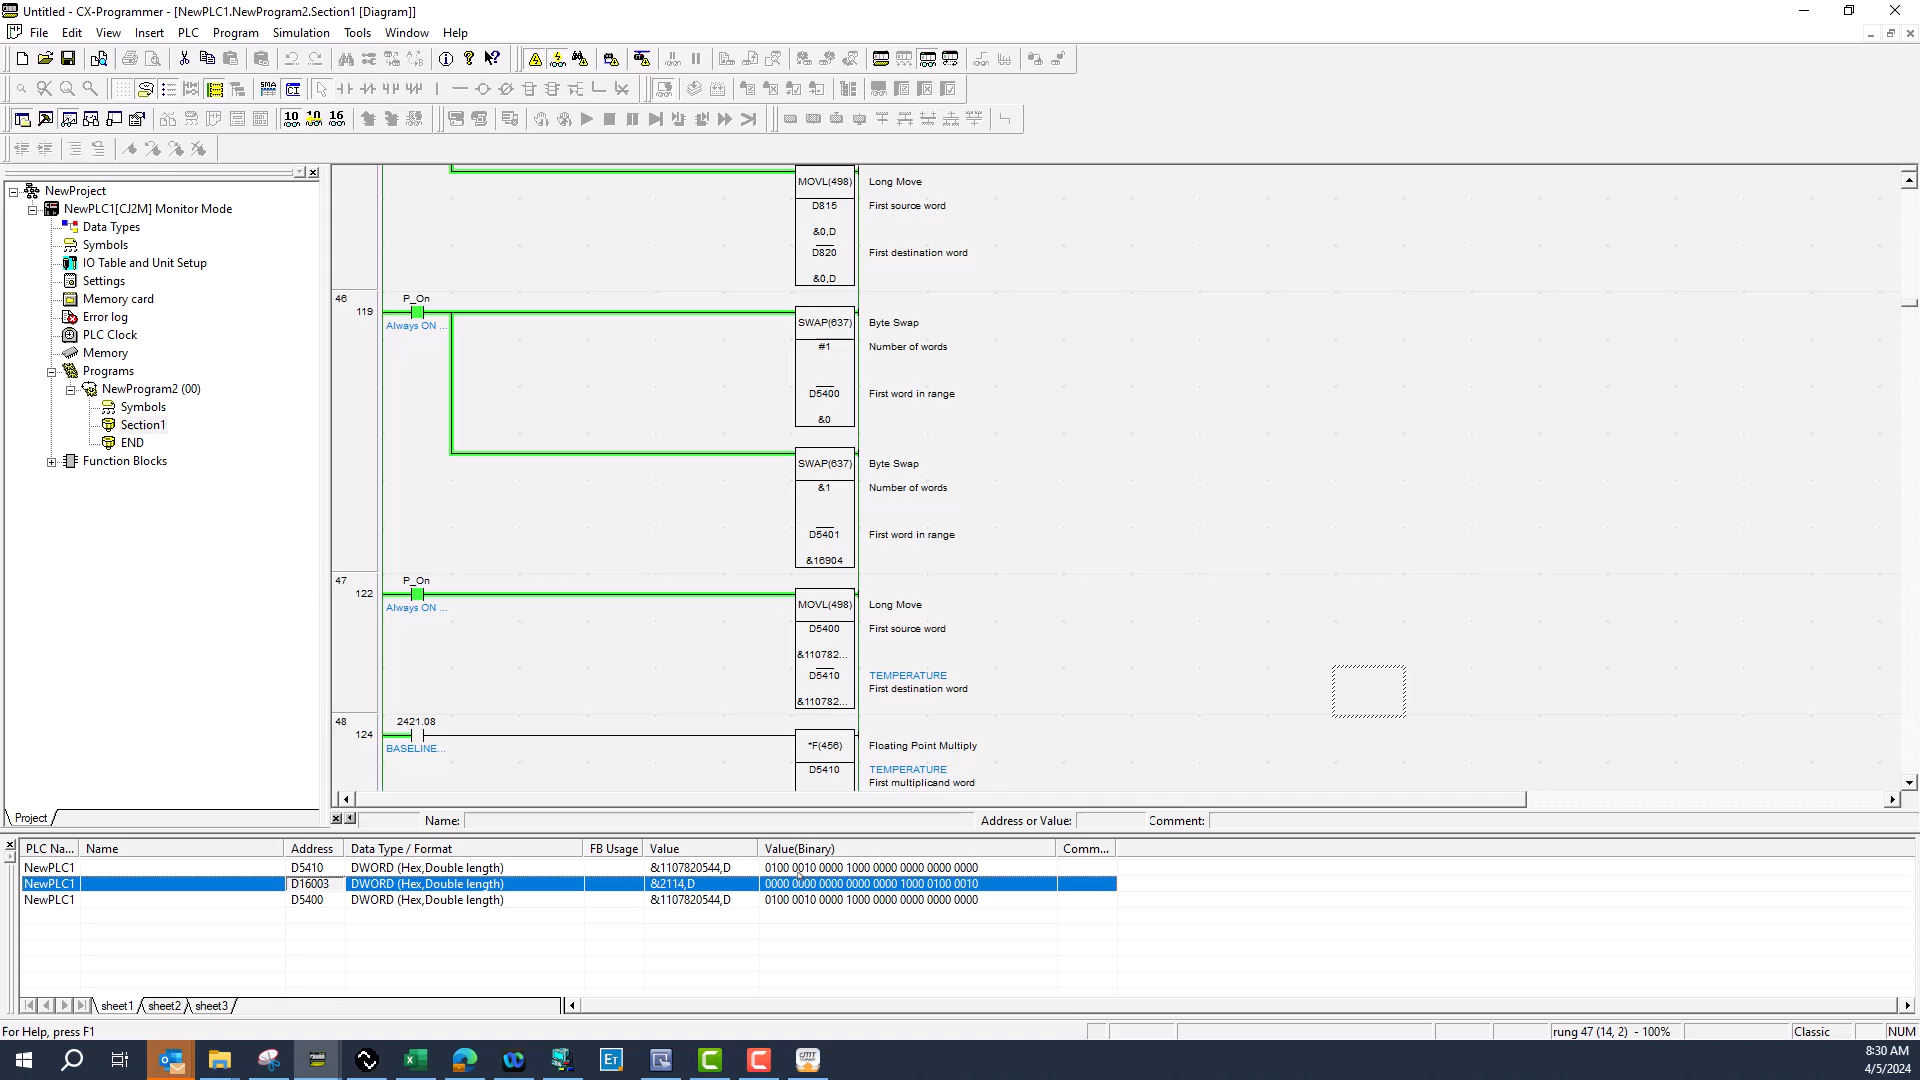 Untitled - CX-Programmer - [NewPLC1.NewProgram2.Section1 [Diagram]]
File Edit View Insert PLC Program Simulation Tools Window Help
10 10 16
NewProject
NewPLC1[CJ2M] Monitor Mode
Data Types
Symbols
IO Table and Unit Setup
Settings
Memory card
Error log
PLC Clock
Memory
Programs
NewProgram2 (00)
Symbols
Section1
END
Function Blocks
Project
MOVL(498) Long Move
D815 First source word
&0,D
D820 First destination word
&0,D
46 P_On
119
Always ON ...
SWAP(637) Byte Swap
#1 Number of words
D5400 First word in range
&0
SWAP(637) Byte Swap
&1 Number of words
D5401 First word in range
&16904
47 P_On
122
Always ON ...
MOVL(498) Long Move
D5400 First source word
&110782...
D5410 TEMPERATURE
First destination word
&110782...
48 2421.08
124
BASELINE...
*F(456) Floating Point Multiply
D5410 TEMPERATURE
First multiplicand word
Name: Address or Value: Comment:
PLC Na... Name Address Data Type / Format FB Usage Value Value(Binary) Comm...
NewPLC1 D5410 DWORD (Hex,Double length) &1107820544,D 0100 0010 0000 1000 0000 0000 0000 0000
NewPLC1 D16003 DWORD (Hex,Double length) &2114,D 0000 0000 0000 0000 0000 1000 0100 0010
NewPLC1 D5400 DWORD (Hex,Double length) &1107820544,D 0100 0010 0000 1000 0000 0000 0000 0000
sheet1 sheet2 sheet3
For Help, press F1
rung 47 (14, 2) - 100% Classic NUM
ET
8:30 AM
4/5/2024